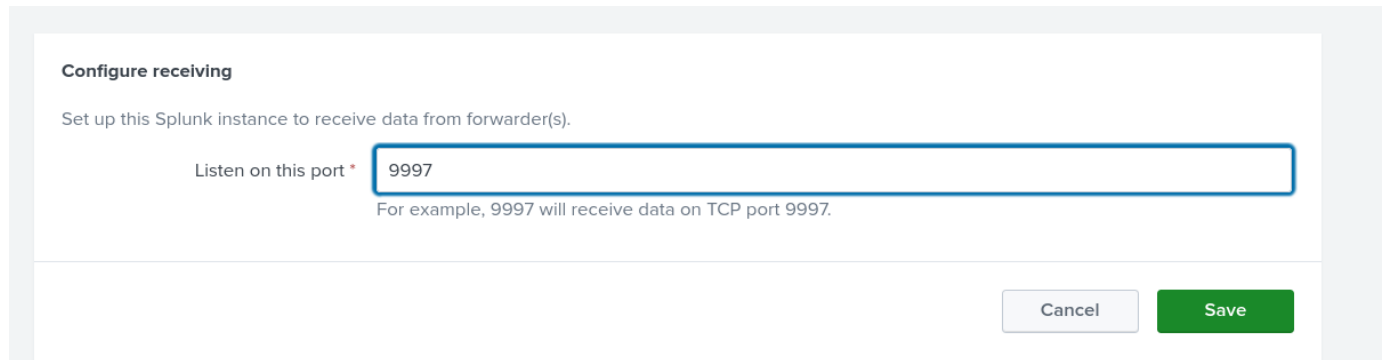 Configure receiving
Set up this Splunk instance to receive data from forwarder(s).
Listen on this port * 9997
For example, 9997 will receive data on TCP port 9997.
Cancel Save